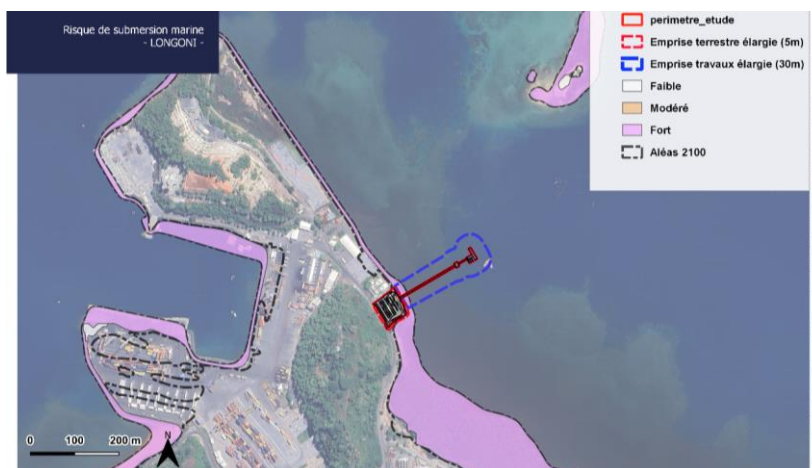 Risque de submersion marine
- LONGONI -
perimetre_etude
Emprise terrestre élargie (5m)
Emprise travaux élargie (30m)
Faible
Modéré
Fort
Aléas 2100
N
0 100 200 m